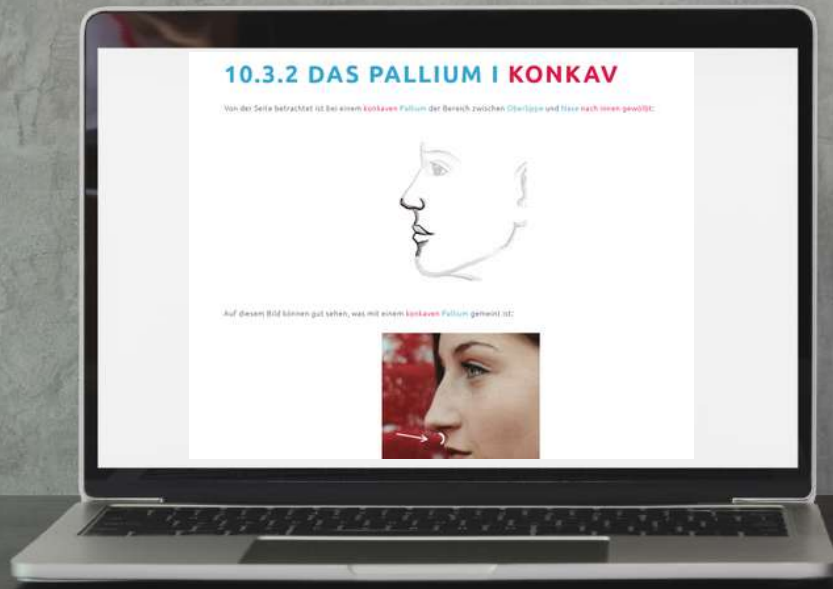 10.3.2 DAS PALLIUM I KONKAV
Von der Seite betrachtet ist bei einem konkaven Pallium der Bereich zwischen Oberlippe und Nase nach innen gewölbt:
Auf diesem Bild können gut sehen, was mit einem konkaven Pallium gemeint ist: